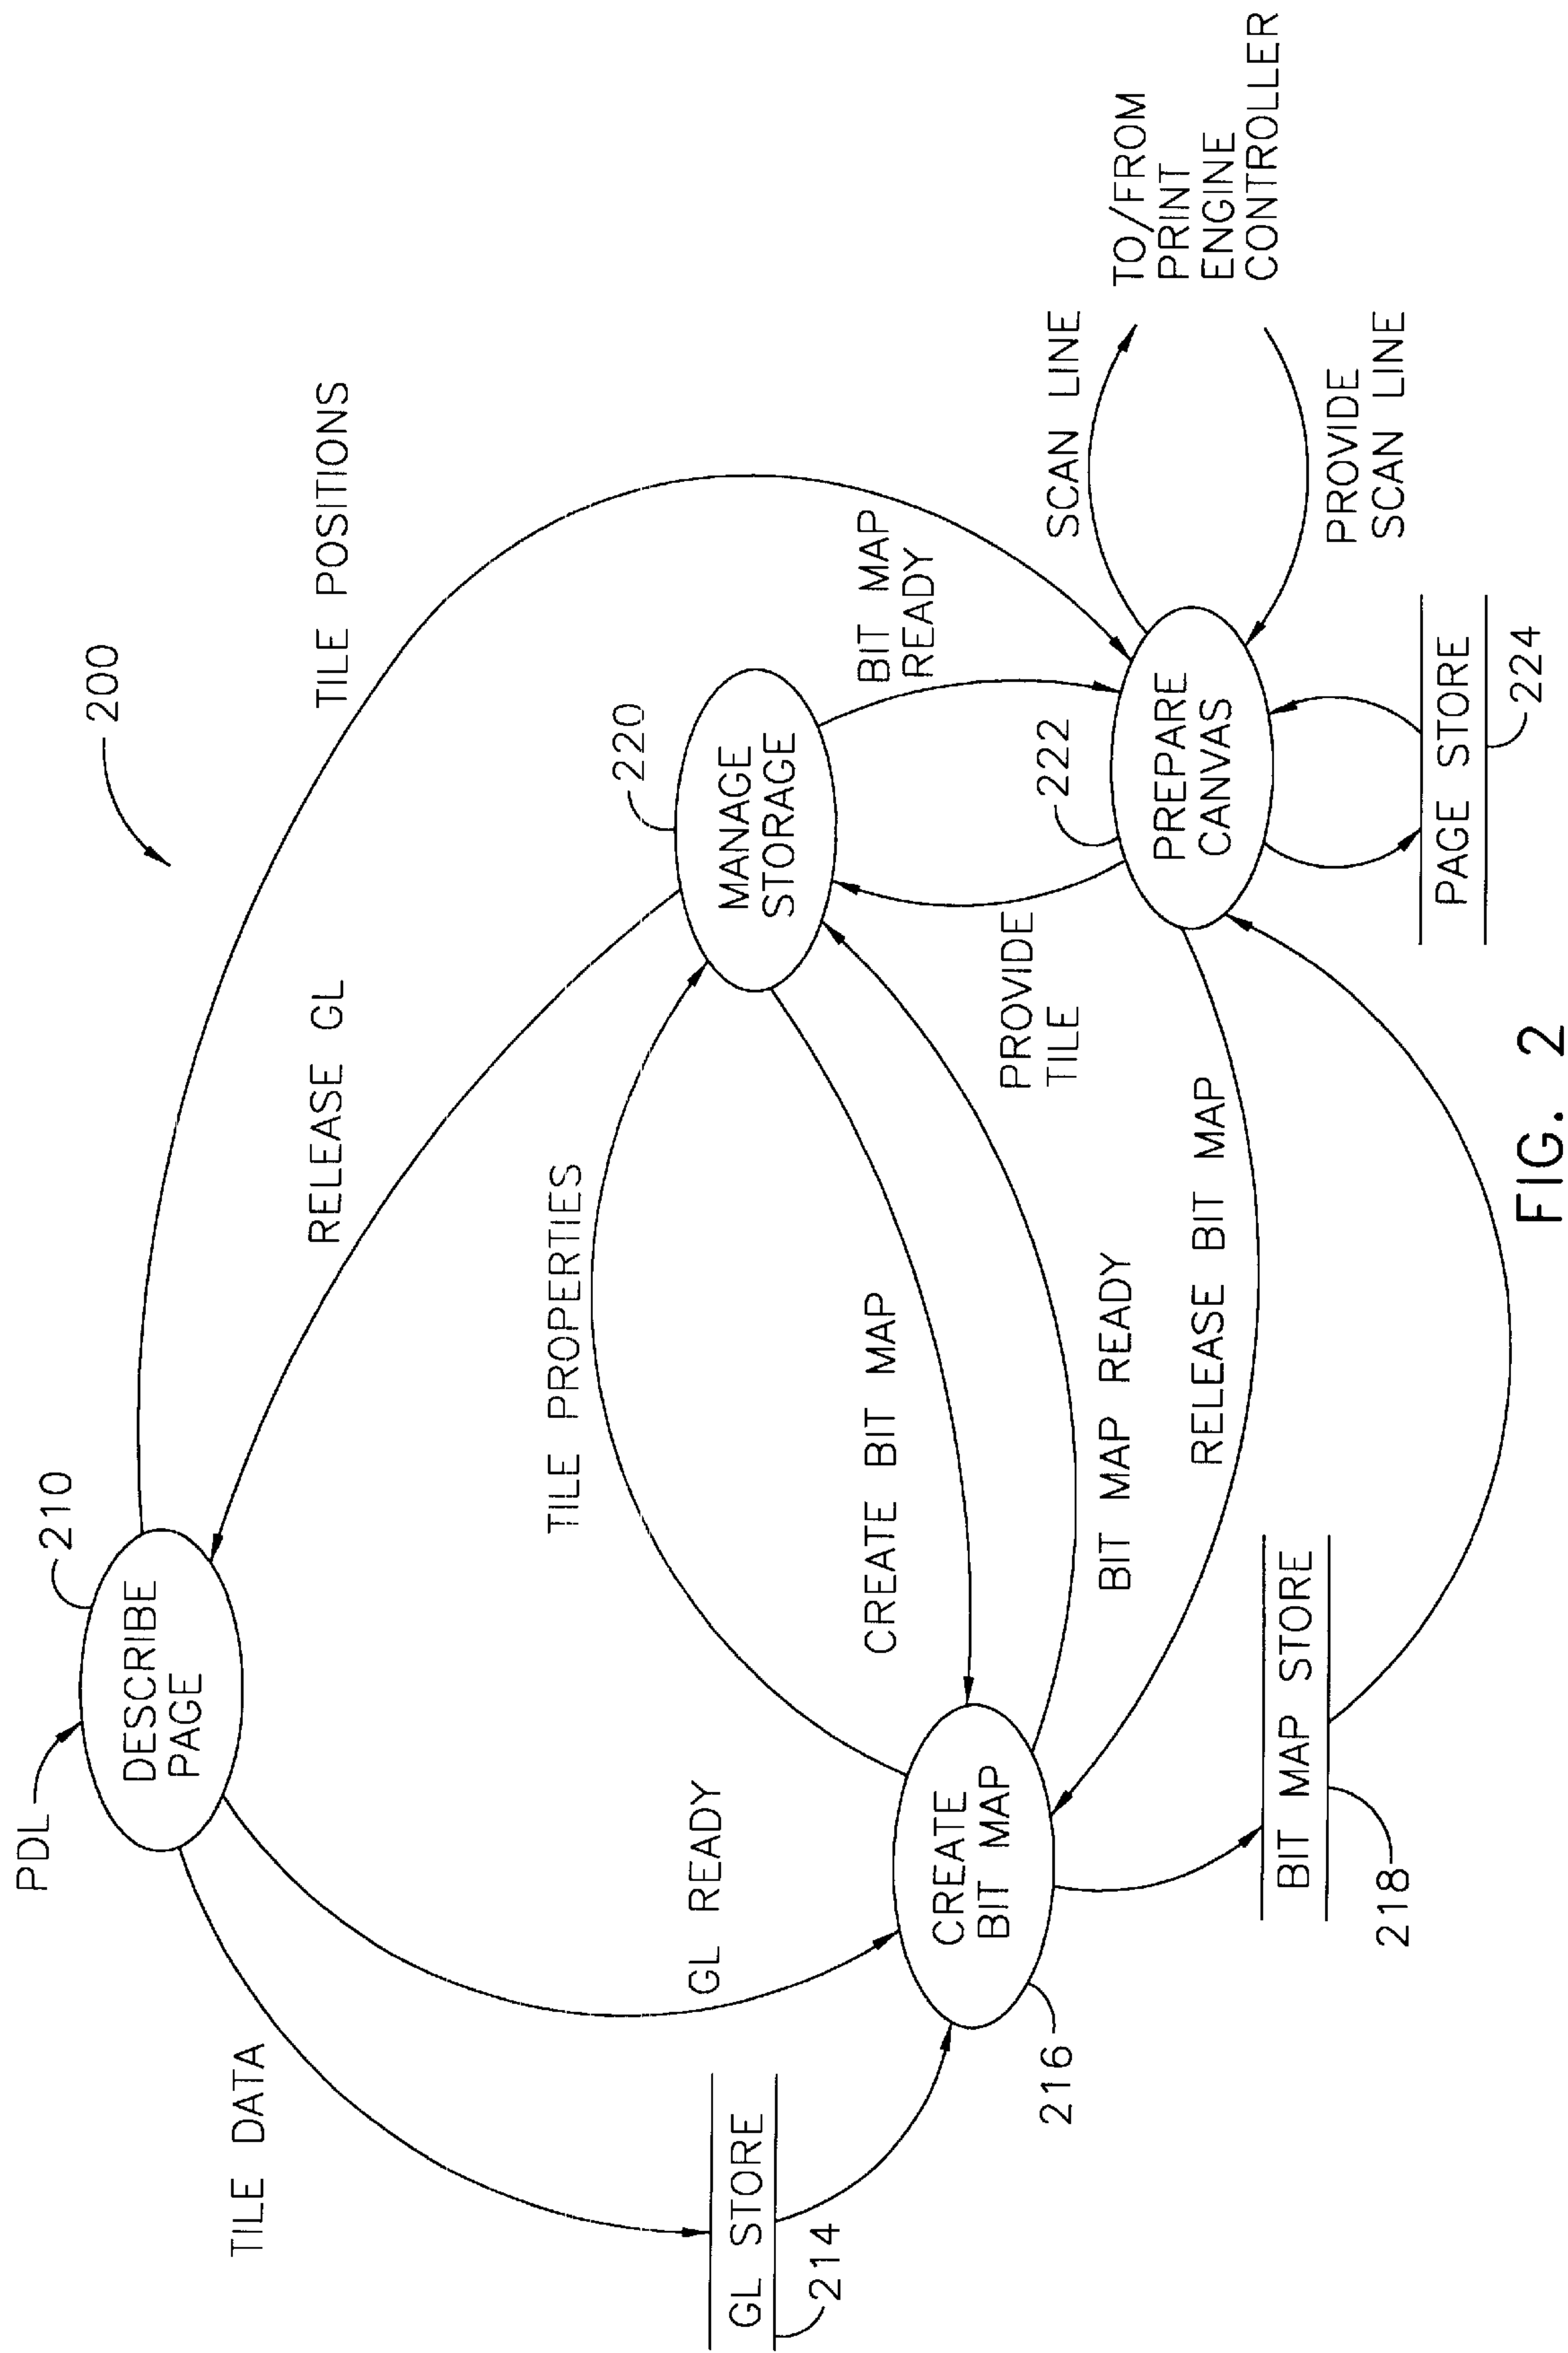 200
PDL
210
DESCRIBE
PAGE
TILE DATA
TILE POSITIONS
RELEASE GL
GL READY
TILE PROPERTIES
220
MANAGE
STORAGE
GL STORE
214
CREATE BIT MAP
BIT MAP
READY
CREATE
BIT MAP
216
PROVIDE
TILE
BIT MAP READY
222
PREPARE
CANVAS
SCAN LINE
TO/FROM
PRINT
ENGINE
CONTROLLER
RELEASE BIT MAP
PROVIDE
SCAN LINE
BIT MAP STORE
218
PAGE STORE
224
FIG. 2